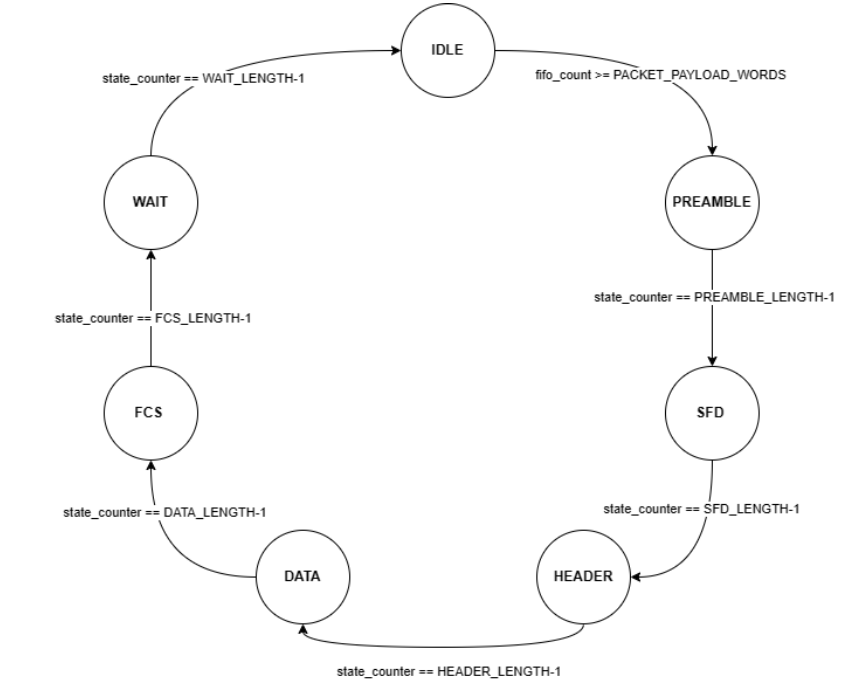 IDLE
state_counter == WAIT_LENGTH-1
fifo_count >= PACKET_PAYLOAD_WORDS
WAIT
PREAMBLE
state_counter == PREAMBLE_LENGTH-1
state_counter == FCS_LENGTH-1
FCS
SFD
state_counter == SFD_LENGTH-1
state_counter == DATA_LENGTH-1
DATA
HEADER
state_counter == HEADER_LENGTH-1